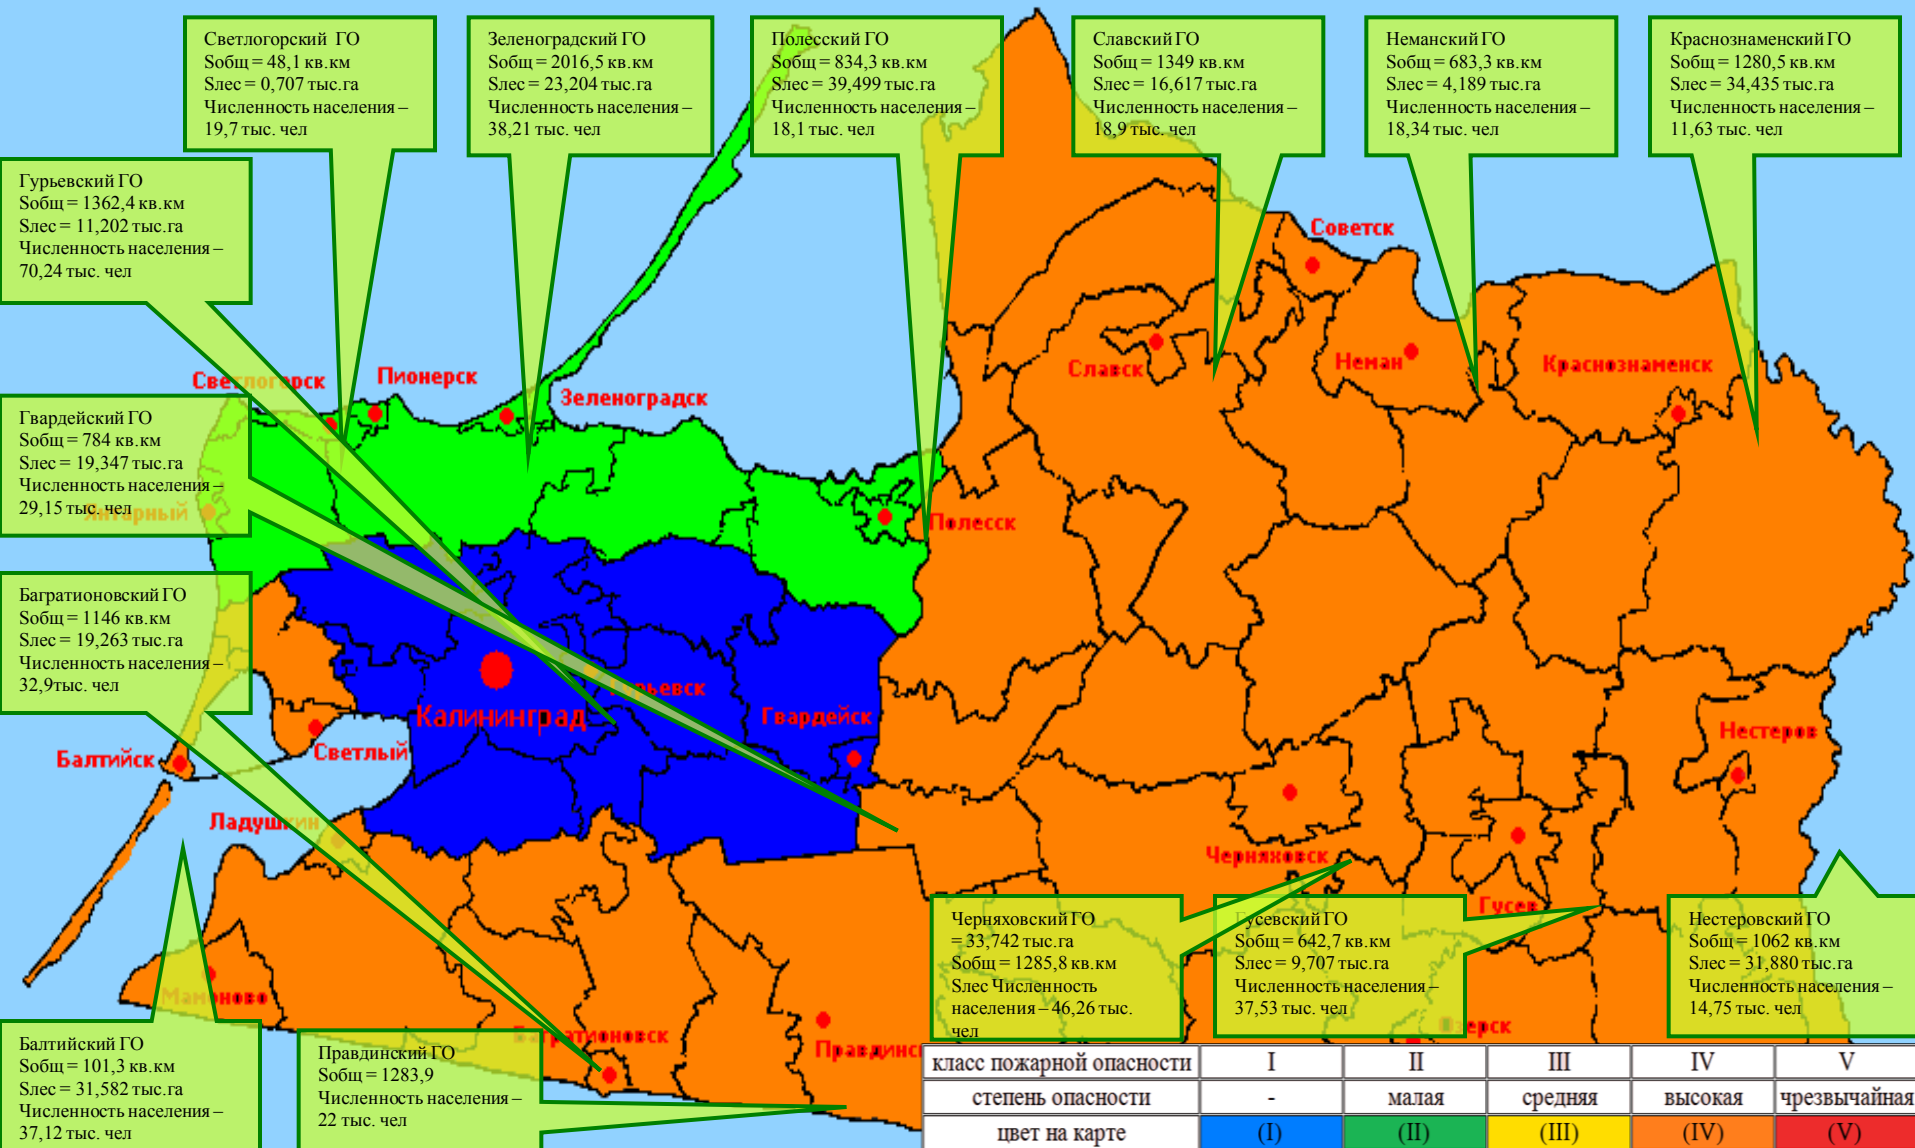 Светлогорский ГО
Sобщ = 48,1 кв.км
Sлес = 0,707 тыс.га
Численность населения –
19,7 тыс. чел
Зеленоградский ГО
Sобщ = 2016,5 кв.км
Sлес = 23,204 тыс.га
Численность населения –
38,21 тыс. чел
Полесский ГО
Sобщ = 834,3 кв.км
Sлес = 39,499 тыс.га
Численность населения –
18,1 тыс. чел
Славский ГО
Sобщ = 1349 кв.км
Sлес = 16,617 тыс.га
Численность населения –
18,9 тыс. чел
Неманский ГО
Sобщ = 683,3 кв.км
Sлес = 4,189 тыс.га
Численность населения –
18,34 тыс. чел
Краснознаменский ГО
Sобщ = 1280,5 кв.км
Sлес = 34,435 тыс.га
Численность населения –
11,63 тыс. чел
Гурьевский ГО
Sобщ = 1362,4 кв.км
Sлес = 11,202 тыс.га
Численность населения –
70,24 тыс. чел
Советск
Светлогорск
Пионерск
Зеленоградск
Славск
Неман
Краснознаменск
Гвардейский ГО
Sобщ = 784 кв.км
Sлес = 19,347 тыс.га
Численность населения –
29,15 тыс. чел
Янтарный
Полесск
Багратионовский ГО
Sобщ = 1146 кв.км
Sлес = 19,263 тыс.га
Численность населения –
32,9тыс. чел
Гурьевск
Калининград
Гвардейск
Нестеров
Балтийск
Светлый
Ладушкин
Черняховск
Гусев
Черняховский ГО
= 33,742 тыс.га
Sобщ = 1285,8 кв.км
Sлес Численность
населения – 46,26 тыс.
чел
Гусевский ГО
Sобщ = 642,7 кв.км
Sлес = 9,707 тыс.га
Численность населения –
37,53 тыс. чел
Нестеровский ГО
Sобщ = 1062 кв.км
Sлес = 31,880 тыс.га
Численность населения –
14,75 тыс. чел
Мамоново
Багратионовск
Правдинс
Озерск
Балтийский ГО
Sобщ = 101,3 кв.км
Sлес = 31,582 тыс.га
Численность населения –
37,12 тыс. чел
Правдинский ГО
Sобщ = 1283,9
Численность населения –
22 тыс. чел
класс пожарной опасности I II III IV V
степень опасности - малая средняя высокая чрезвычайная
цвет на карте (I) (II) (III) (IV) (V)